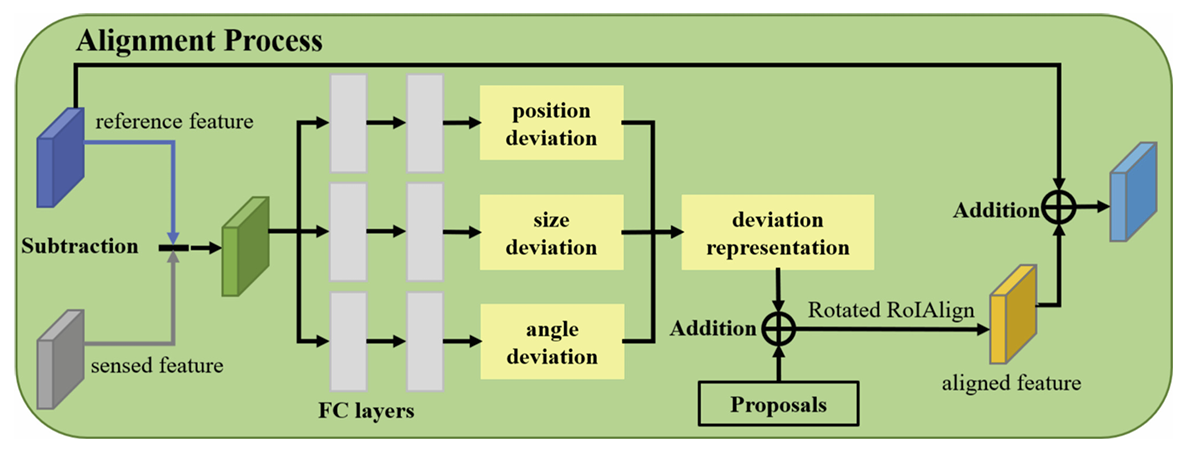 Alignment Process
reference feature
Subtraction
sensed feature
FC layers
position
deviation
size
deviation
angle
deviation
deviation
representation
Addition
Proposals
Rotated RoIAlign
aligned feature
Addition